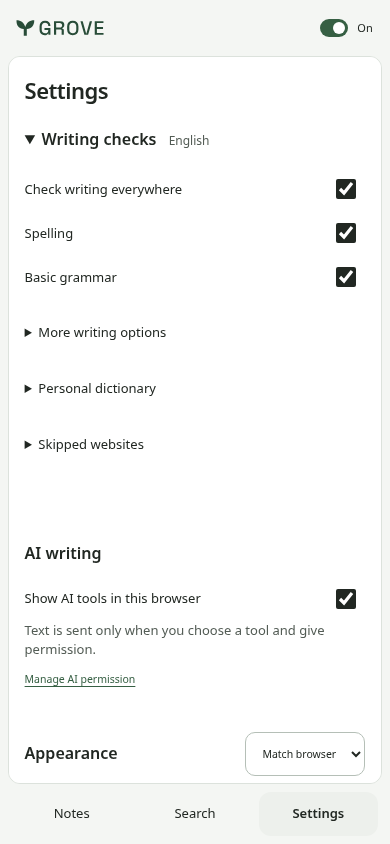 GROVE
On
Settings
Writing checks English
Check writing everywhere
Spelling
Basic grammar
More writing options
Personal dictionary
Skipped websites
AI writing
Show AI tools in this browser
Text is sent only when you choose a tool and give
permission.
Manage AI permission
Appearance
Match browser
Notes
Search
Settings